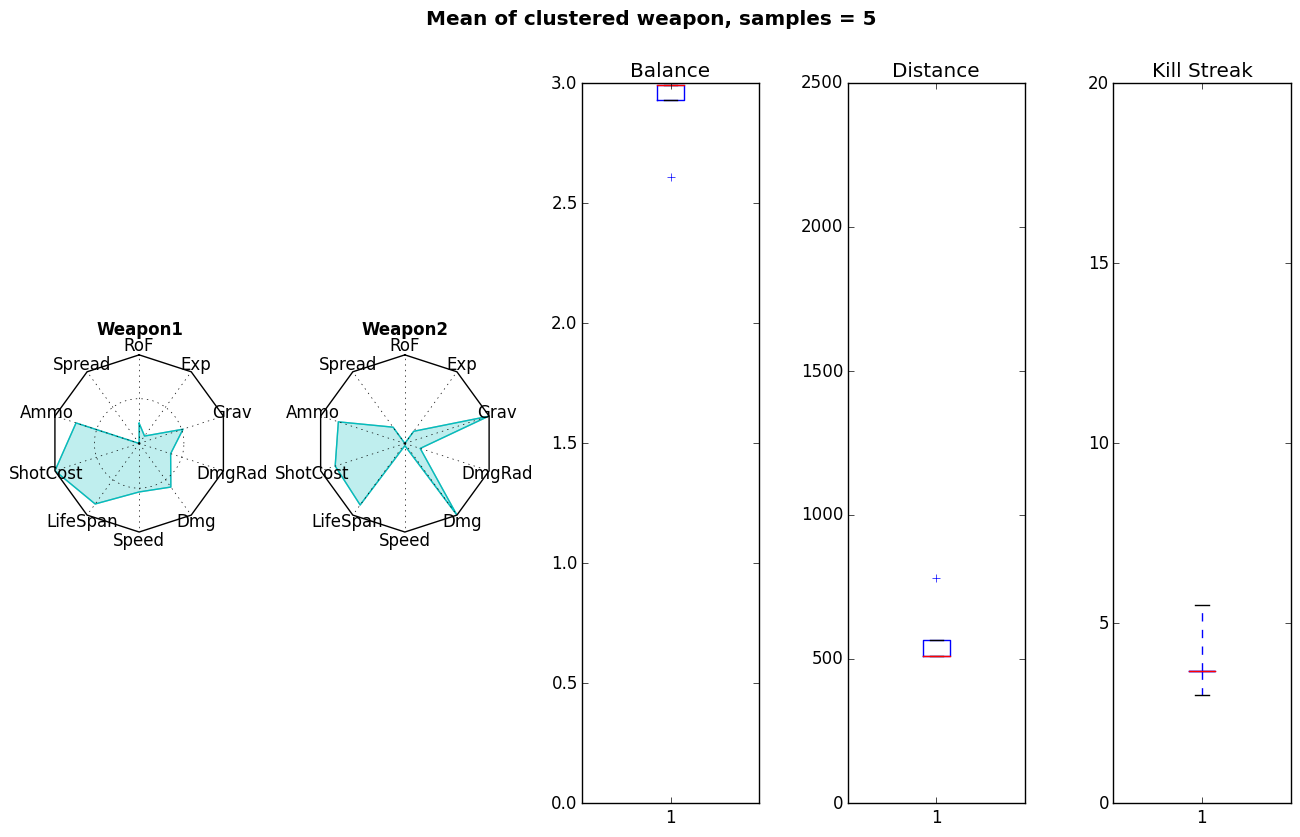 Mean of clustered weapon, samples = 5
Weapon1
RoF
Spread
Exp
Ammo
Grav
ShotCost
DmgRad
LifeSpan
Dmg
Speed
Weapon2
RoF
Spread
Exp
Ammo
Grav
ShotCost
DmgRad
LifeSpan
Dmg
Speed
Balance
3.0
2.5
2.0
1.5
1.0
0.5
0.0
1
Distance
2500
2000
1500
1000
500
0
1
Kill Streak
20
15
10
5
0
1